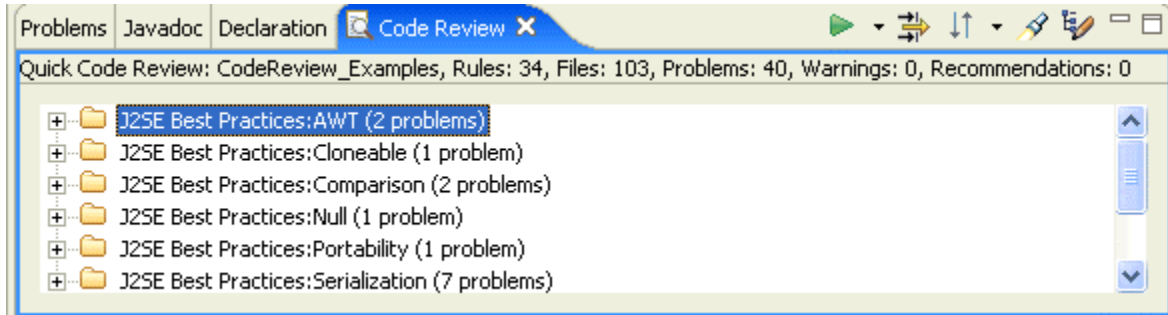 Problems Javadoc Declaration Code Review
Quick Code Review: CodeReview_Examples, Rules: 34, Files: 103, Problems: 40, Warnings: 0, Recommendations: 0
J2SE Best Practices:AWT (2 problems)
J2SE Best Practices:Cloneable (1 problem)
J2SE Best Practices:Comparison (2 problems)
J2SE Best Practices:Null (1 problem)
J2SE Best Practices:Portability (1 problem)
J2SE Best Practices:Serialization (7 problems)